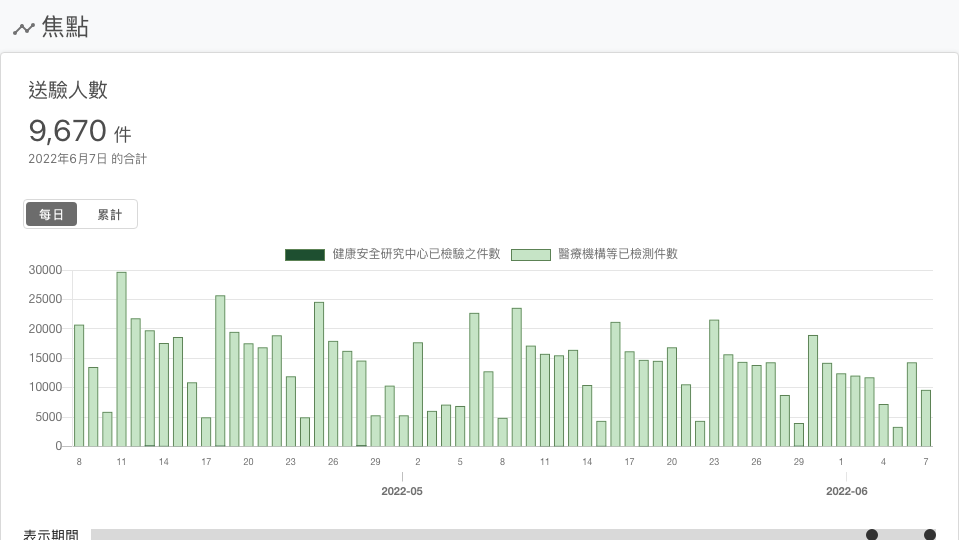 焦點
送驗人數
9,670 件
2022年6月7日 的合計
每日 累計
健康安全研究中心已檢驗之件數 醫療機構等已檢測件數
30000
25000
20000
15000
10000
5000
0
8 11 14 17 20 23 26 29 2 5 8 11 14 17 20 23 26 29 1 4 7
2022-05 2022-06
表示期間